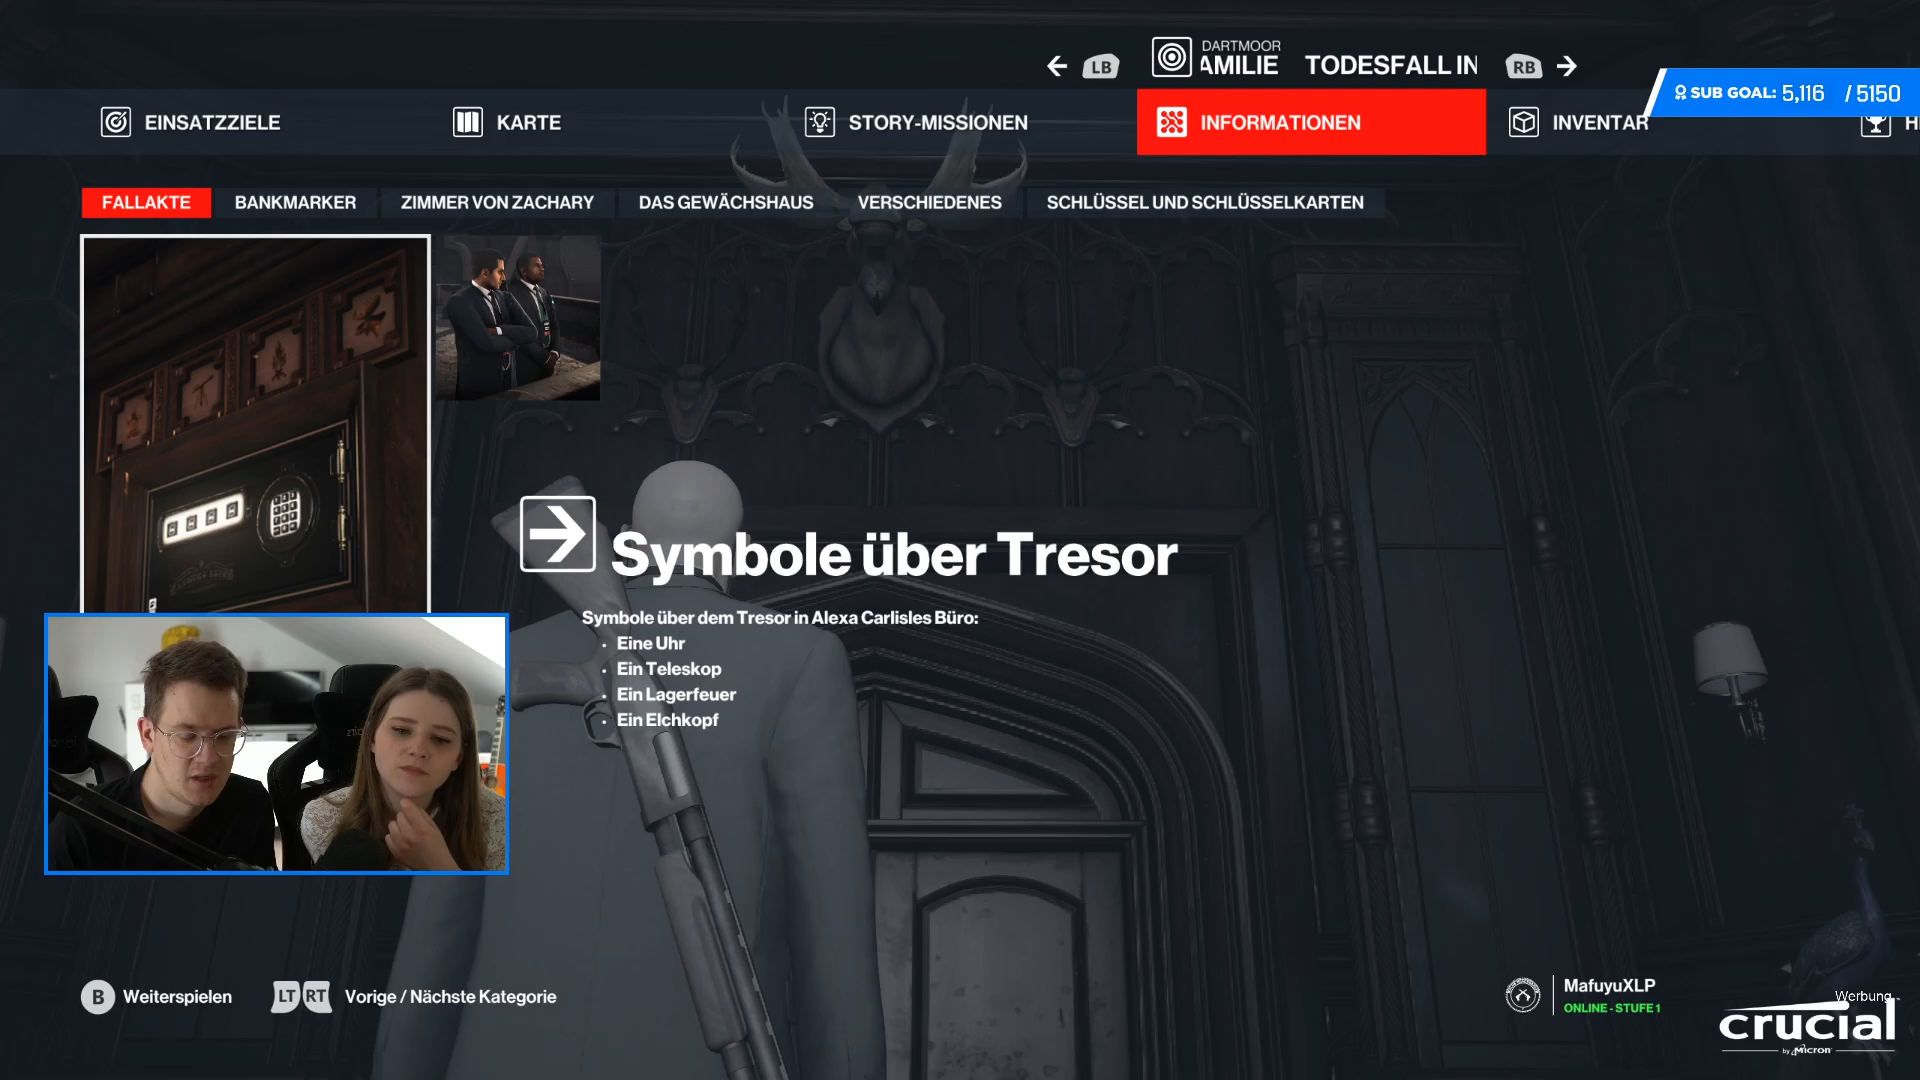 DARTMOOR
AMILIE TODESFALL IN
LB
RB
SUB GOAL: 5,116 / 5150
EINSATZZIELE
KARTE
STORY-MISSIONEN
INFORMATIONEN
INVENTAR
FALLAKTE
BANKMARKER
ZIMMER VON ZACHARY
DAS GEWÄCHSHAUS
VERSCHIEDENES
SCHLÜSSEL UND SCHLÜSSELKARTEN
Symbole über Tresor
Symbole über dem Tresor in Alexa Carlisles Büro:
Eine Uhr
Ein Teleskop
Ein Lagerfeuer
Ein Elchkopf
B Weiterspielen
LT RT Vorige / Nächste Kategorie
MafuyuXLP
ONLINE - STUFE 1
Werbung
crucial
by Micron